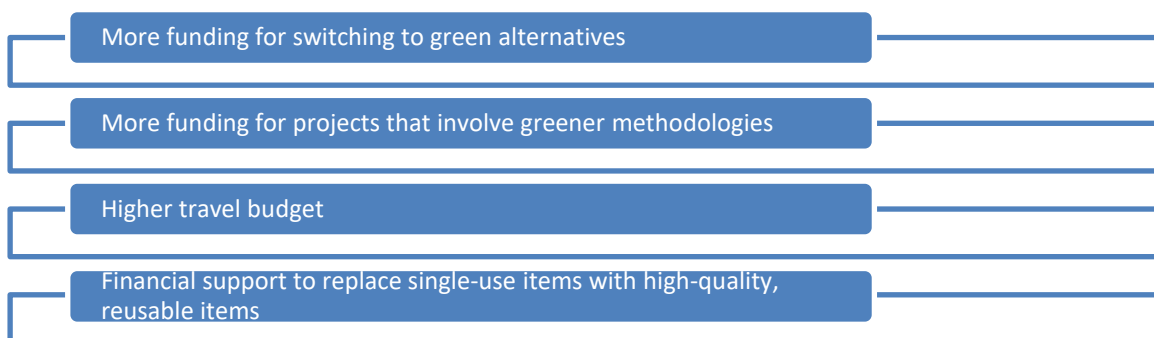 More funding for switching to green alternatives
More funding for projects that involve greener methodologies
Higher travel budget
Financial support to replace single-use items with high-quality,
reusable items